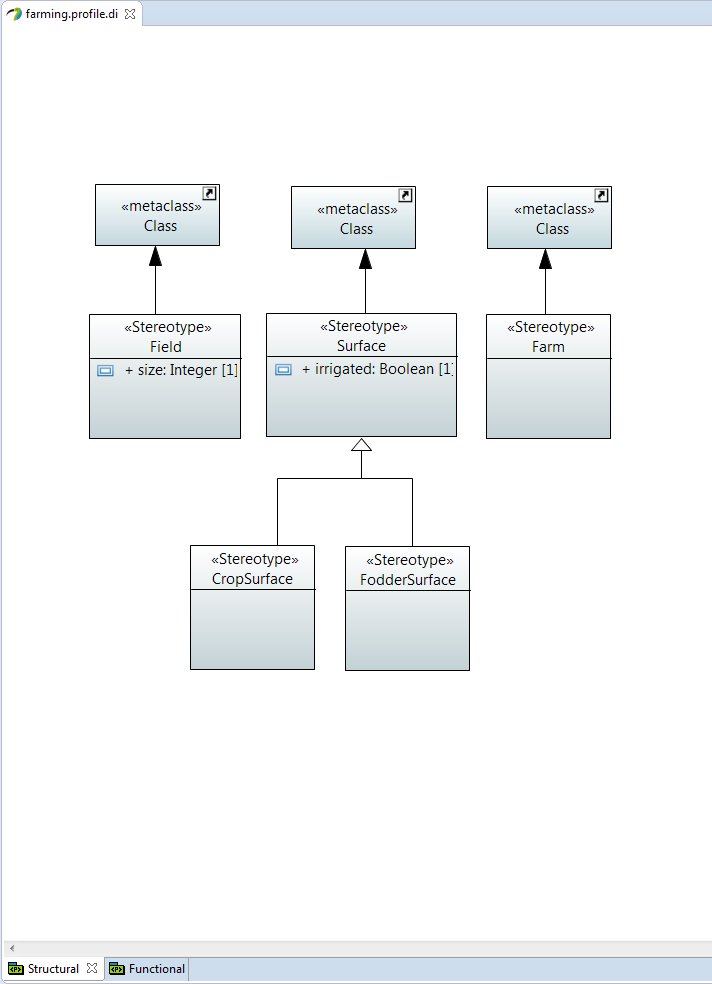 farming.profile.di
«metaclass»
Class
«metaclass»
Class
«metaclass»
Class
«Stereotype»
Field
+ size: Integer [1]
«Stereotype»
Surface
+ irrigated: Boolean [1]
«Stereotype»
Farm
«Stereotype»
CropSurface
«Stereotype»
FodderSurface
<P> Structural
<P> Functional